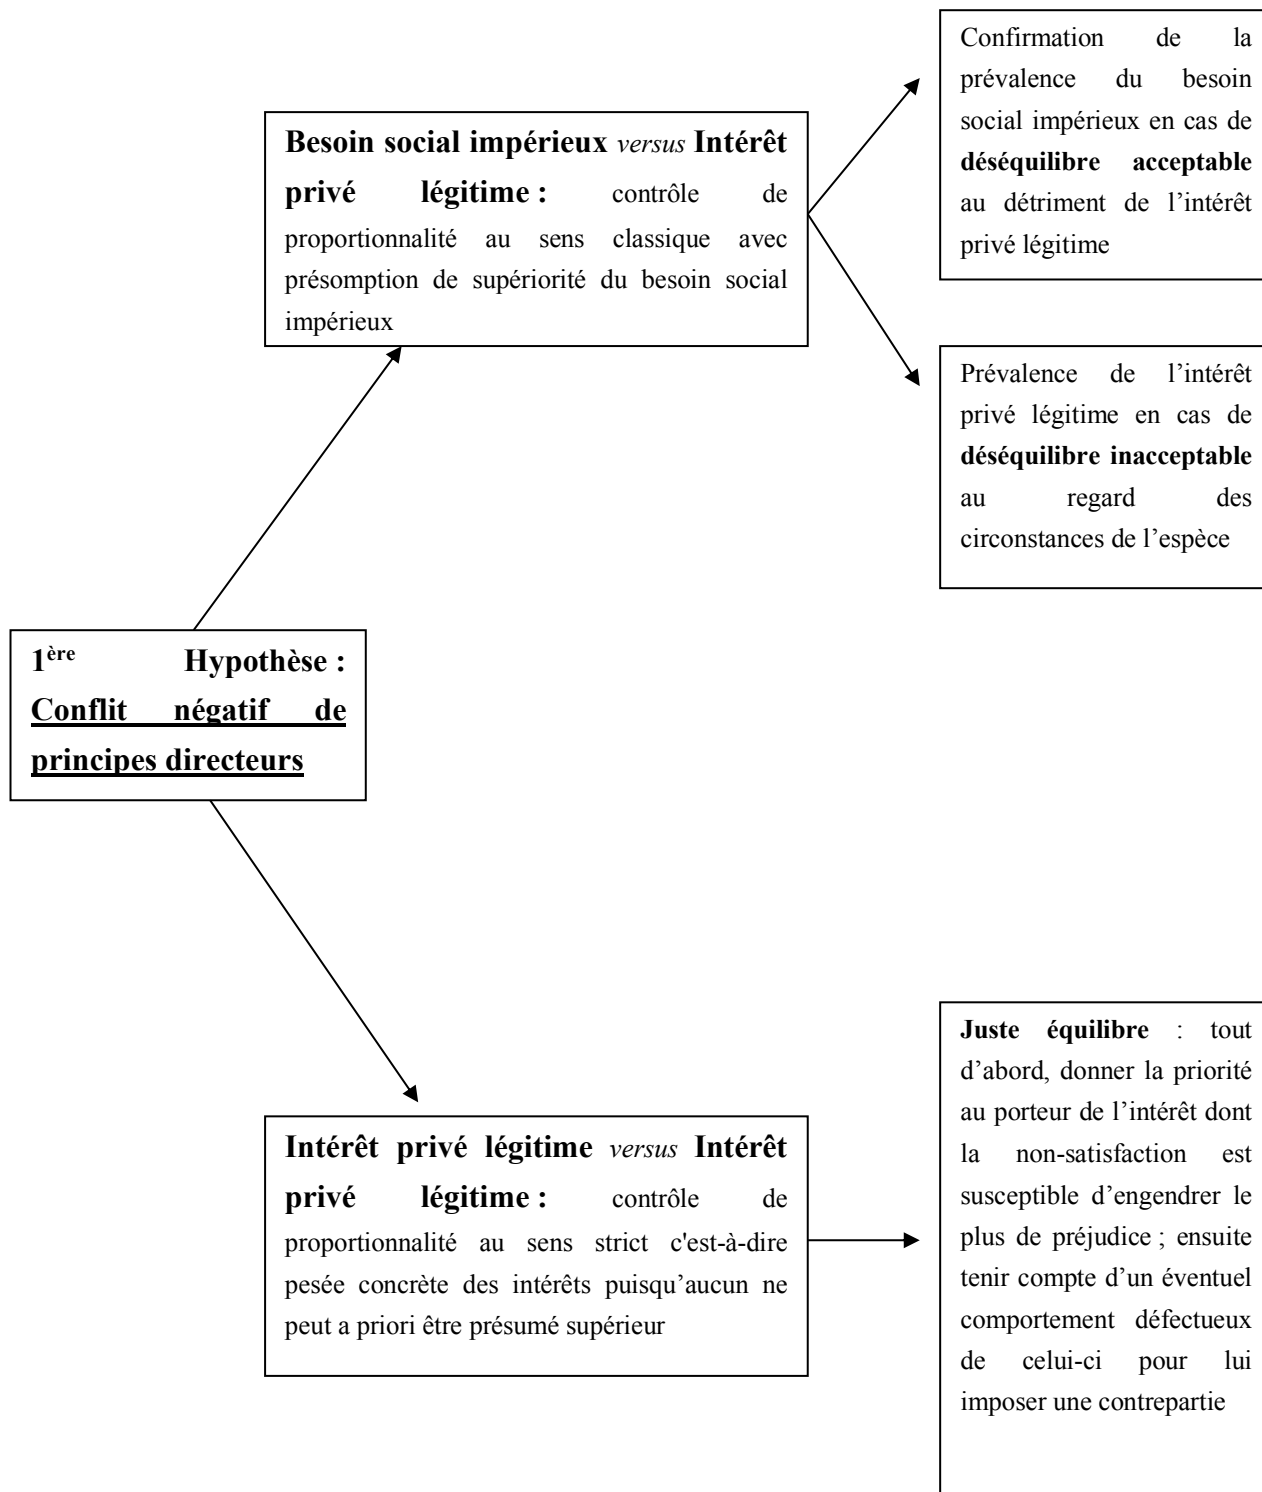 Confirmation de la
prévalence du besoin
social impérieux en cas de
déséquilibre acceptable
au détriment de l’intérêt
privé légitime
Besoin social impérieux versus Intérêt
privé légitime : contrôle de
proportionnalité au sens classique avec
présomption de supériorité du besoin social
impérieux
Prévalence de l’intérêt
privé légitime en cas de
déséquilibre inacceptable
au regard des
circonstances de l’espèce
1ère Hypothèse :
Conflit négatif de
principes directeurs
Intérêt privé légitime versus Intérêt
privé légitime : contrôle de
proportionnalité au sens strict c'est-à-dire
pesée concrète des intérêts puisqu’aucun ne
peut a priori être présumé supérieur
Juste équilibre : tout
d’abord, donner la priorité
au porteur de l’intérêt dont
la non-satisfaction est
susceptible d’engendrer le
plus de préjudice ; ensuite
tenir compte d’un éventuel
comportement défectueux
de celui-ci pour lui
imposer une contrepartie